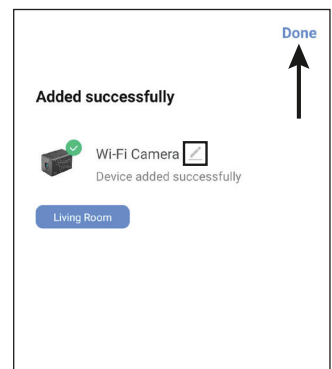 Done
Added successfully
Wi-Fi Camera
Device added successfully
Living Room